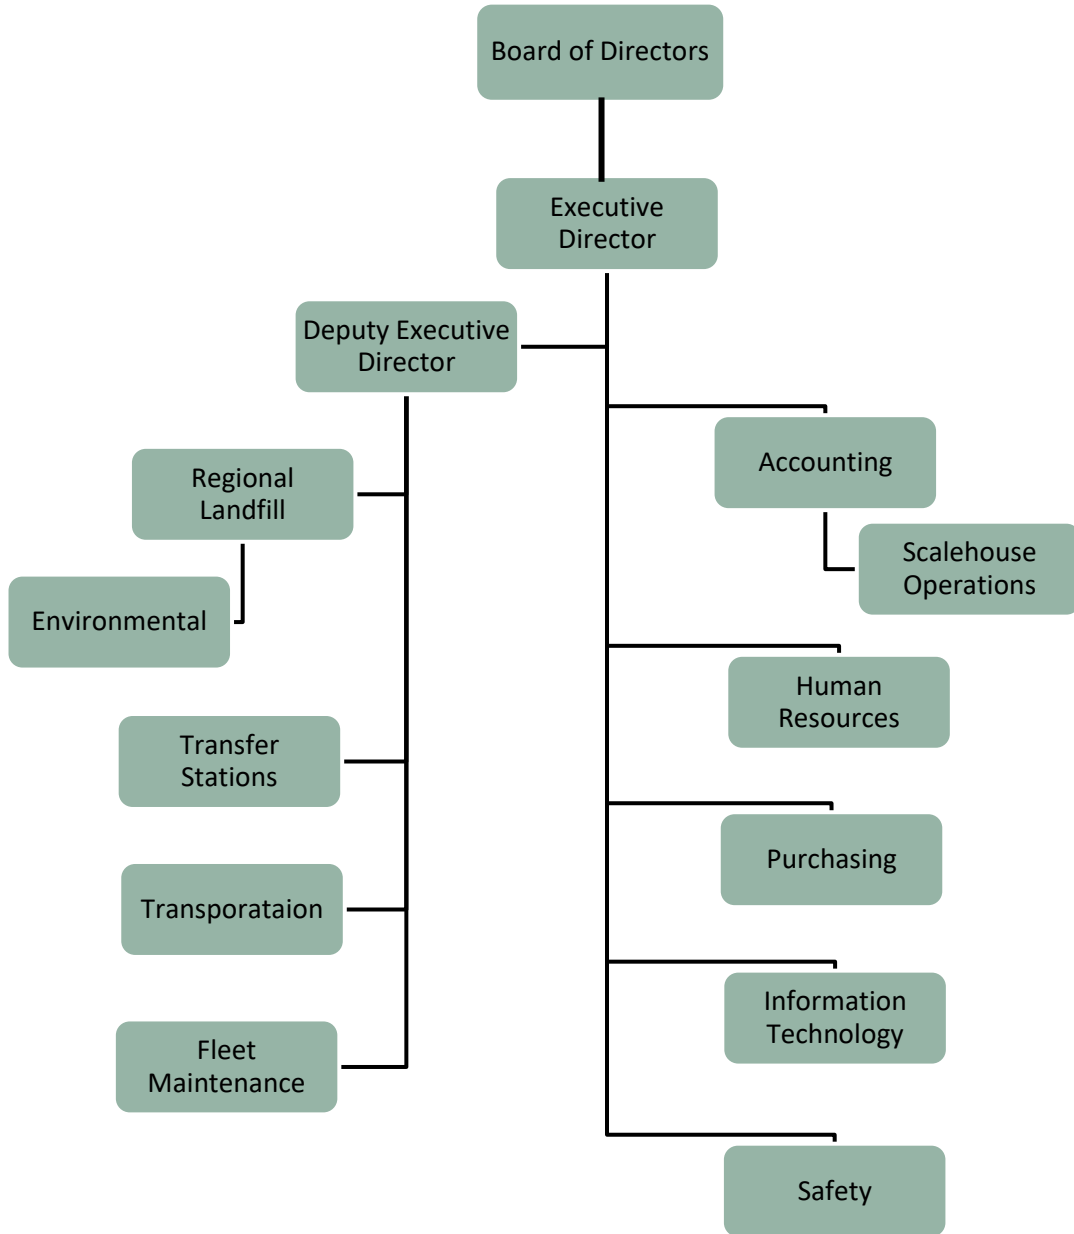 Board of Directors
Executive
Director
Deputy Executive
Director
Regional
Landfill
Environmental
Transfer
Stations
Transporataion
Fleet
Maintenance
Accounting
Scalehouse
Operations
Human
Resources
Purchasing
Information
Technology
Safety